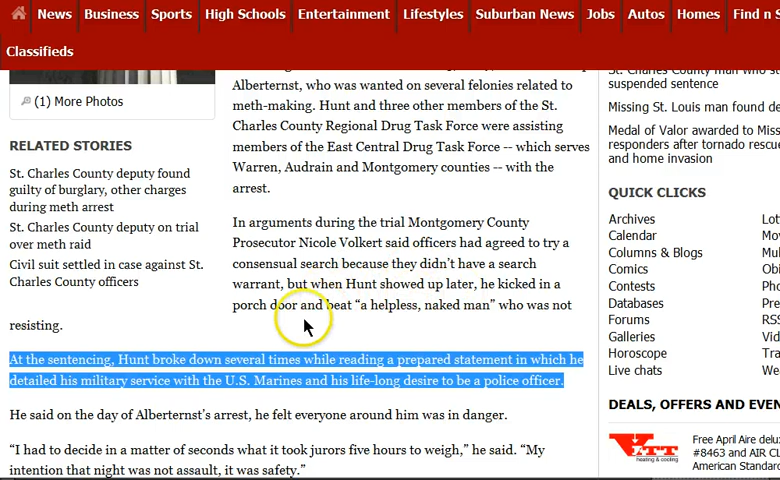 News Business Sports High Schools Entertainment Lifestyles Suburban News Jobs Autos Homes Find n
Classifieds
(1) More Photos
RELATED STORIES
St. Charles County deputy found
guilty of burglary, other charges
during meth arrest
St. Charles County deputy on trial
over meth raid
Civil suit settled in case against St.
Charles County officers
Alberternst, who was wanted on several felonies related to
meth-making. Hunt and three other members of the St.
Charles County Regional Drug Task Force were assisting
members of the East Central Drug Task Force -- which serves
Warren, Audrain and Montgomery counties -- with the
arrest.
In arguments during the trial Montgomery County
Prosecutor Nicole Volkert said officers had agreed to try a
consensual search because they didn't have a search
warrant, but when Hunt showed up later, he kicked in a
porch door and beat “a helpless, naked man” who was not
resisting.
At the sentencing, Hunt broke down several times while reading a prepared statement in which he
detailed his military service with the U.S. Marines and his life-long desire to be a police officer.
He said on the day of Alberternst’s arrest, he felt everyone around him was in danger.
“I had to decide in a matter of seconds what it took jurors five hours to weigh,” he said. “My
intention that night was not assault, it was safety.”
St. Charles County man who
suspended sentence
Missing St. Louis man found
Medal of Valor awarded to
responders after tornado
and home invasion
QUICK CLICKS
Archives
Calendar
Columns & Blogs
Comics
Contests
Databases
Forums
Galleries
Horoscope
Live chats
DEALS, OFFERS AND
VATT
heating & cooling
Free April Aire
#8463 and AIR
American